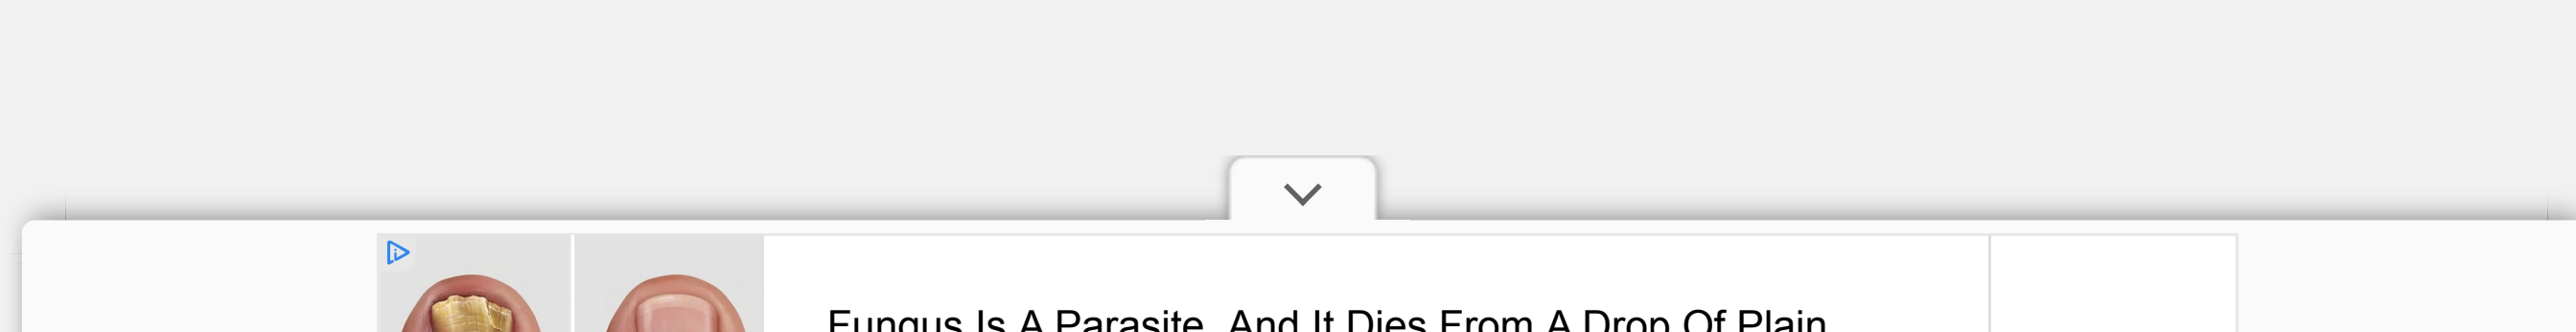 Fungus Is A Parasite, And It Dies From A Drop Of Plain